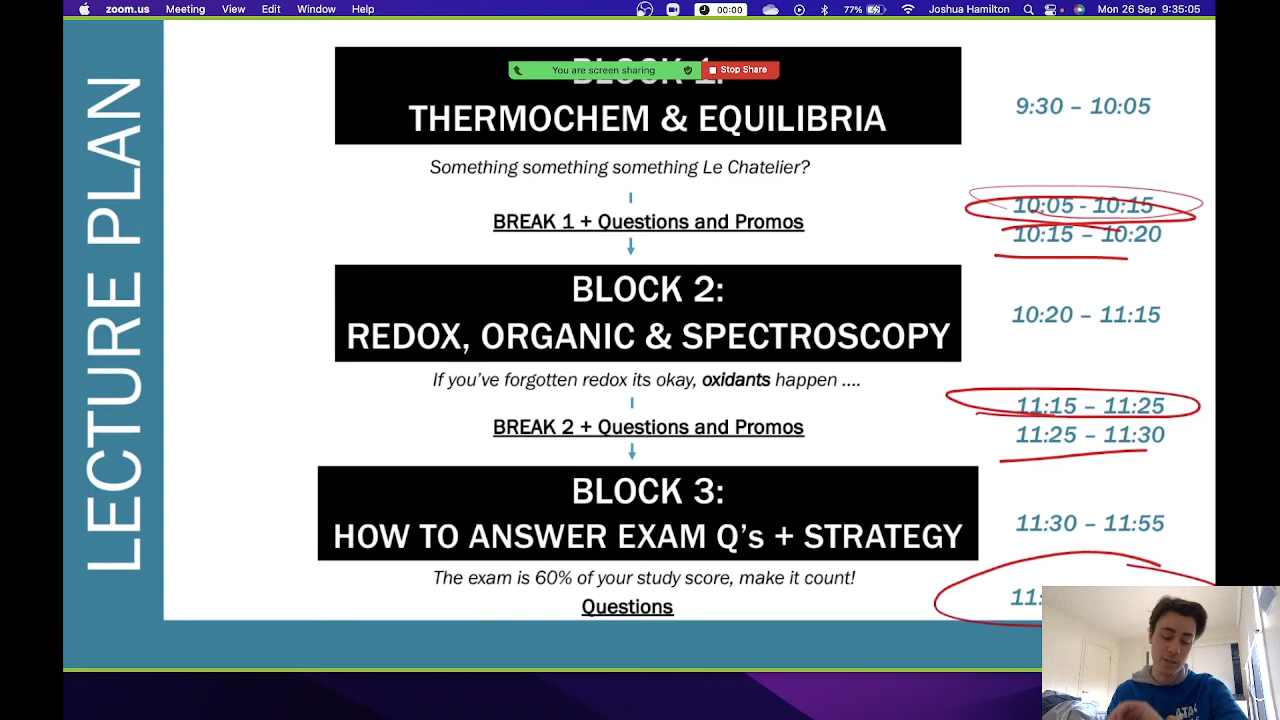 zoom.us Meeting View Edit Window Help 00:00 77% Joshua Hamilton Mon 26 Sep 9:35:05
LECTURE PLAN
BLOCK 1:
You are screen sharing Stop Share
THERMOCHEM & EQUILIBRIA
9:30 – 10:05
Something something something Le Chatelier?
10:05 - 10:15
BREAK 1 + Questions and Promos
10:15 – 10:20
BLOCK 2:
REDOX, ORGANIC & SPECTROSCOPY
10:20 – 11:15
If you've forgotten redox its okay, oxidants happen ....
11:15 – 11:25
BREAK 2 + Questions and Promos
11:25 – 11:30
BLOCK 3:
HOW TO ANSWER EXAM Q's + STRATEGY
11:30 – 11:55
The exam is 60% of your study score, make it count!
Questions